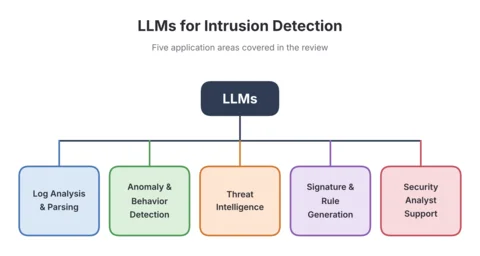 LLMs for Intrusion Detection
Five application areas covered in the review
LLMs
Log Analysis
& Parsing
Anomaly &
Behavior
Detection
Threat
Intelligence
Signature &
Rule
Generation
Security
Analyst
Support